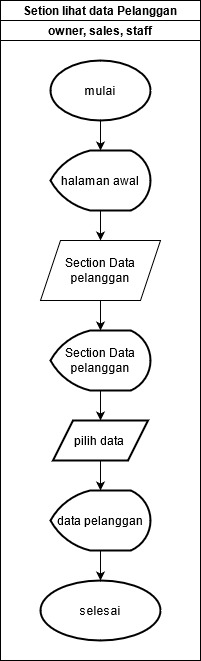 Setion lihat data Pelanggan
owner, sales, staff
mulai
halaman awal
Section Data
pelanggan
Section Data
pelanggan
pilih data
data pelanggan
selesai